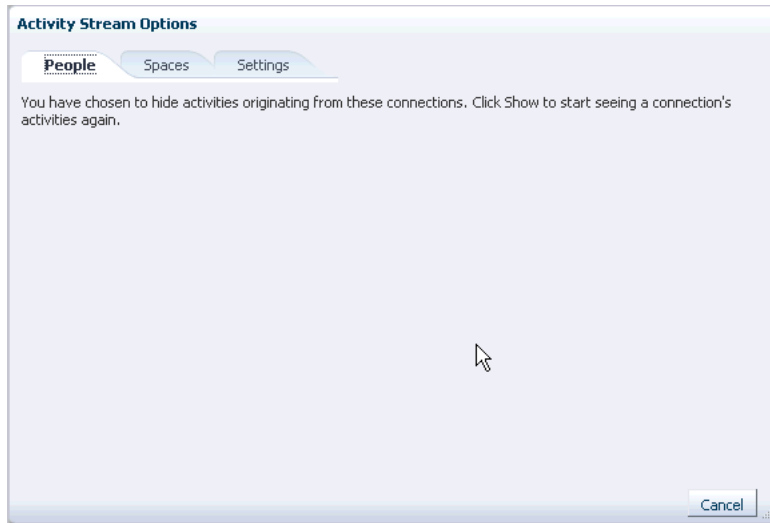 Activity Stream Options
People
Spaces
Settings
You have chosen to hide activities originating from these connections. Click Show to start seeing a connection's
activities again.
Cancel